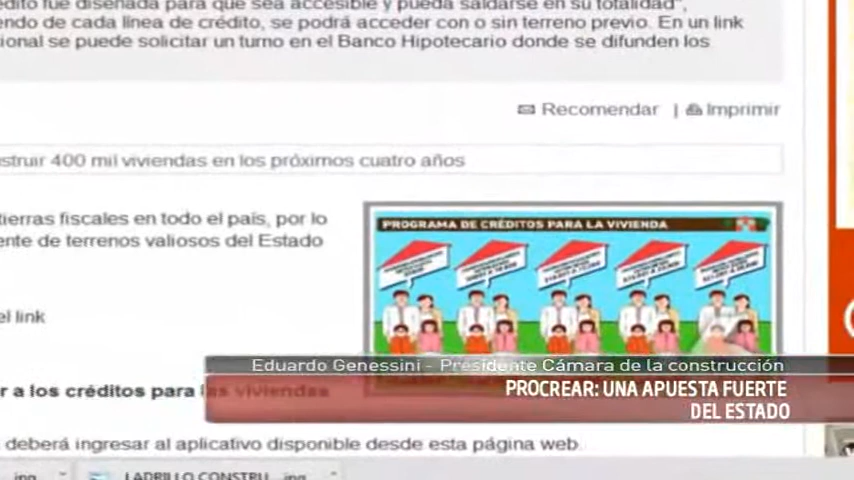 édito fue diseñada para que sea accesible y pueda saldarse en su totalidad",
endo de cada línea de crédito, se podrá acceder con o sin terreno previo. En un link
ional se puede solicitar un turno en el Banco Hipotecario donde se difunden los
Recomendar | Imprimir
struir 400 mil viviendas en los próximos cuatro años
tierras fiscales en todo el país, por lo
ente de terrenos valiosos del Estado
PROGRAMA DE CRÉDITOS PARA LA VIVIENDA
el link
Eduardo Genessini - Presidente Cámara de la construcción
r a los créditos para las viviendas
PROCREAR: UNA APUESTA FUERTE
DEL ESTADO
deberá ingresar al aplicativo disponible desde esta página web.
.jpg LADRILLO CONSTRU....jpg